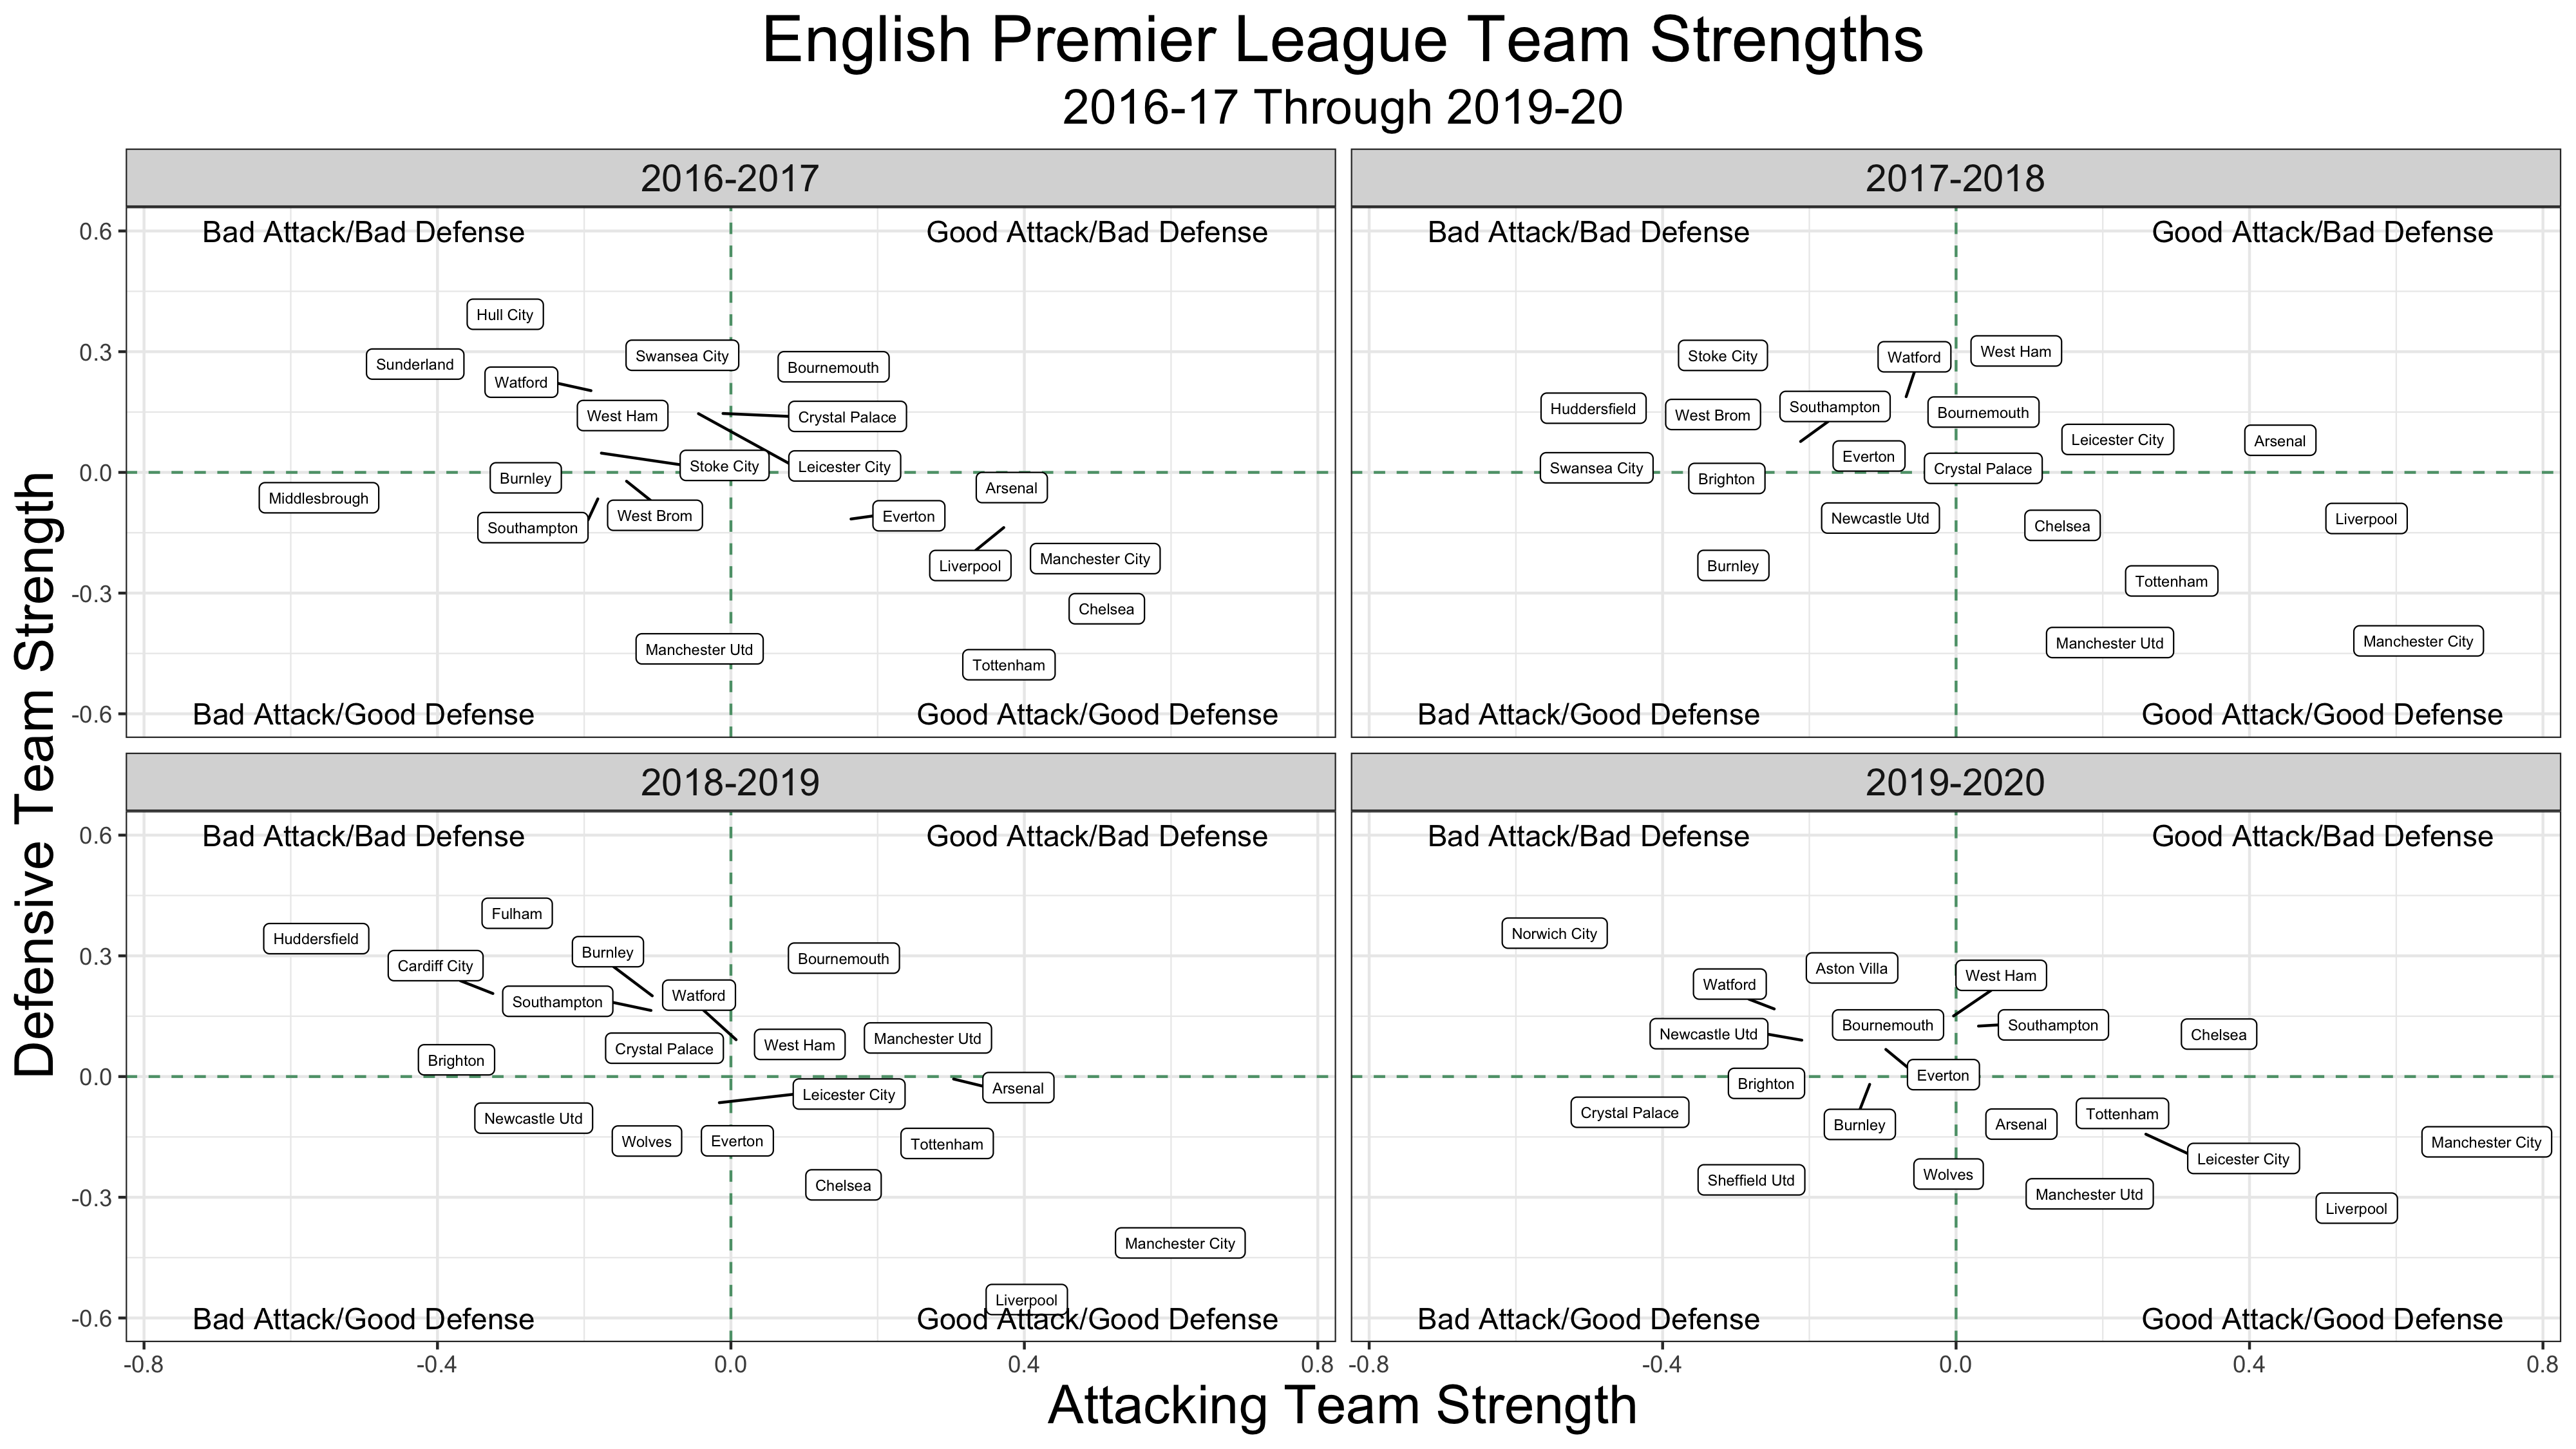 English Premier League Team Strengths
2016-17 Through 2019-20
Defensive Team Strength
2016-2017
0.6
0.3
0.0
-0.3
-0.6
Bad Attack/Bad Defense
Good Attack/Bad Defense
Hull City
Swansea City
Sunderland
Bournemouth
Watford
West Ham
Crystal Palace
Stoke City
Leicester City
Burnley
Arsenal
Middlesbrough
West Brom
Everton
Southampton
Manchester City
Liverpool
Chelsea
Manchester Utd
Tottenham
Bad Attack/Good Defense
Good Attack/Good Defense
2017-2018
Bad Attack/Bad Defense
Good Attack/Bad Defense
West Ham
Stoke City
Watford
Southampton
Huddersfield
Bournemouth
West Brom
Leicester City
Arsenal
Everton
Swansea City
Crystal Palace
Brighton
Newcastle Utd
Liverpool
Chelsea
Burnley
Tottenham
Manchester City
Manchester Utd
Bad Attack/Good Defense
Good Attack/Good Defense
2018-2019
0.6
0.3
0.0
-0.3
-0.6
Bad Attack/Bad Defense
Good Attack/Bad Defense
Fulham
Huddersfield
Burnley
Bournemouth
Cardiff City
Watford
Southampton
Manchester Utd
West Ham
Crystal Palace
Brighton
Arsenal
Leicester City
Newcastle Utd
Wolves
Everton
Tottenham
Chelsea
Manchester City
Liverpool
Bad Attack/Good Defense
Good Attack/Good Defense
-0.8
-0.4
0.0
0.4
0.8
2019-2020
Bad Attack/Bad Defense
Good Attack/Bad Defense
Norwich City
Aston Villa
West Ham
Watford
Bournemouth
Southampton
Newcastle Utd
Chelsea
Everton
Brighton
Crystal Palace
Tottenham
Burnley
Arsenal
Manchester City
Leicester City
Wolves
Sheffield Utd
Manchester Utd
Liverpool
Bad Attack/Good Defense
Good Attack/Good Defense
-0.8
-0.4
0.0
0.4
0.8
Attacking Team Strength